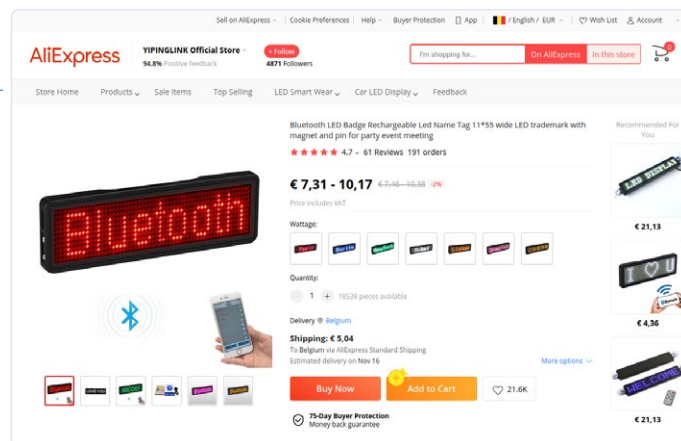 Sell on AliExpress
Cookie Preferences
Help
Buyer Protection
App
/ English / EUR
Wish List
Account
AliExpress
YIPINGLINK Official Store
94.8% Positive feedback
+ Follow
4871 Followers
I'm shopping for...
On AliExpress
In this store
0
Store Home
Products
Sale Items
Top Selling
LED Smart Wear
Car LED Display
Feedback
Bluetooth LED Badge Rechargeable Led Name Tag 11*55 wide LED trademark with
magnet and pin for party event meeting
4.7
61 Reviews 191 orders
€ 7,31 - 10,17 € 7,46 - 10,38 -2%
Price includes VAT
Wattage:
Quantity:
- 1 + 18538 pieces available
Delivery Belgium
Shipping: € 5,04
To Belgium via AliExpress Standard Shipping
Estimated delivery on Nov 16
More options
Buy Now
Add to Cart
21.6K
75-Day Buyer Protection
Money back guarantee
Bluetooth
Recommended For
You
LED DISPLAY
€ 21,13
I U
€ 4,36
WELCOME
€ 21,13